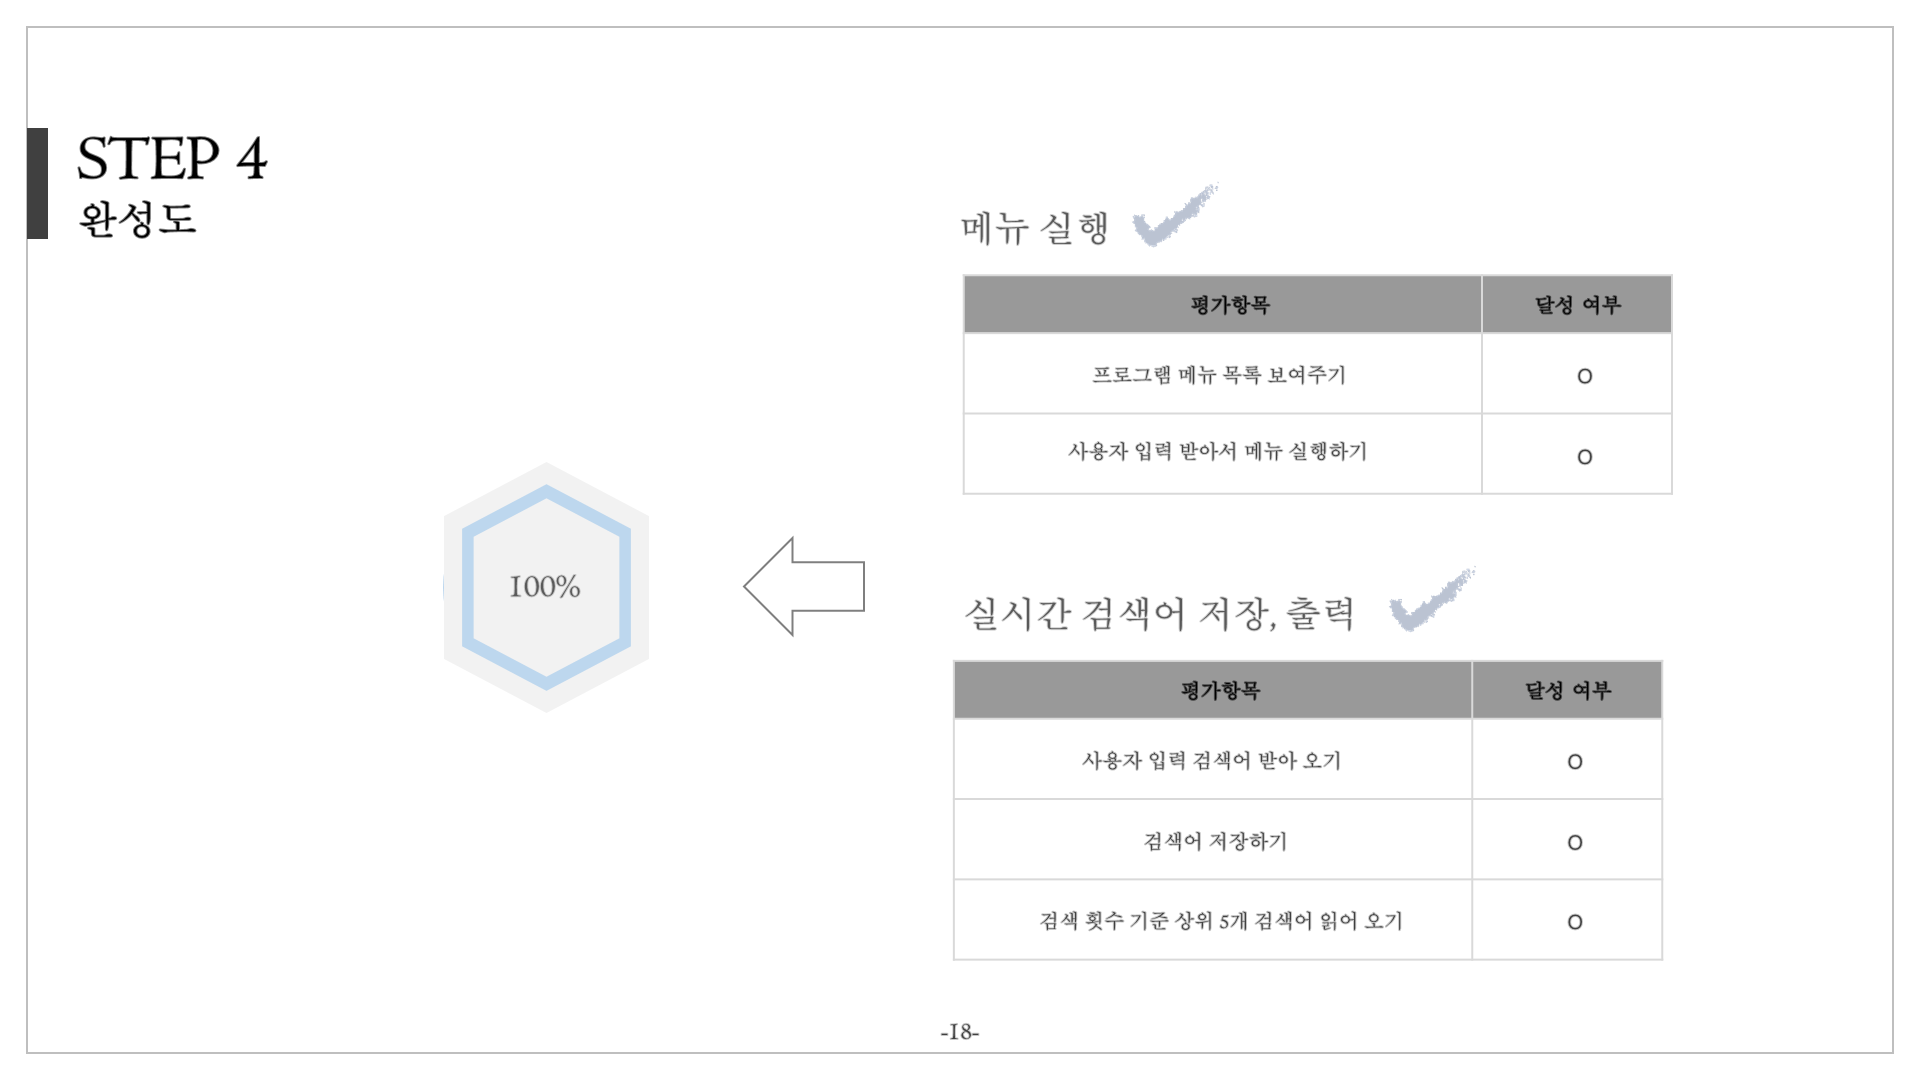 STEP 4
완성도
메뉴 실행
평가항목 달성 여부
프로그램 메뉴 목록 보여주기 O
사용자 입력 받아서 메뉴 실행하기 O
100%
실시간 검색어 저장, 출력
평가항목 달성 여부
사용자 입력 검색어 받아 오기 O
검색어 저장하기 O
검색 횟수 기준 상위 5개 검색어 읽어 오기 O
-18-